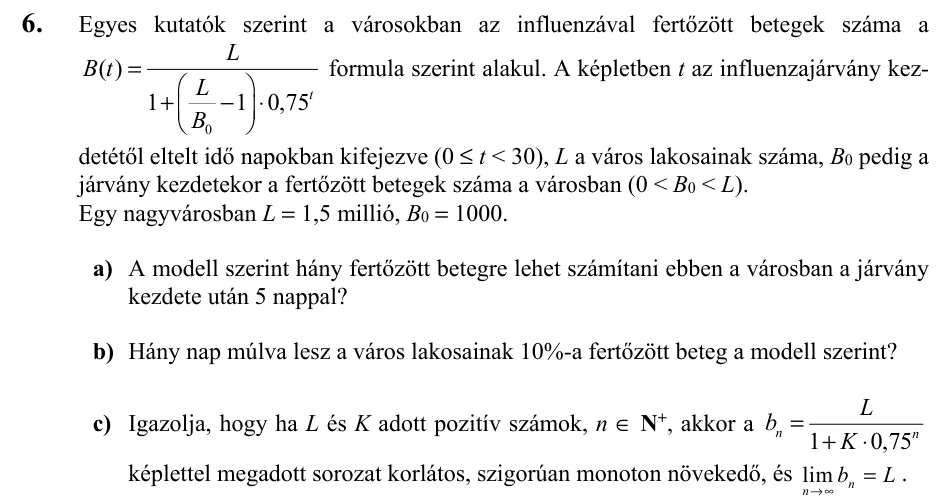 6. Egyes kutatók szerint a városokban az influenzával fertőzött betegek száma a
B(t) = L / (1 + (L/B₀ − 1) · 0,75ᵗ) formula szerint alakul. A képletben t az influenzajárvány kez-
detétől eltelt idő napokban kifejezve (0 ≤ t < 30), L a város lakosainak száma, B₀ pedig a
járvány kezdetekor a fertőzött betegek száma a városban (0 < B₀ < L).
Egy nagyvárosban L = 1,5 millió, B₀ = 1000.
a) A modell szerint hány fertőzött betegre lehet számítani ebben a városban a járvány
kezdete után 5 nappal?
b) Hány nap múlva lesz a város lakosainak 10%-a fertőzött beteg a modell szerint?
c) Igazolja, hogy ha L és K adott pozitív számok, n ∈ N⁺, akkor a bₙ = L / (1 + K · 0,75ⁿ)
képlettel megadott sorozat korlátos, szigorúan monoton növekedő, és lim n→∞ bₙ = L .